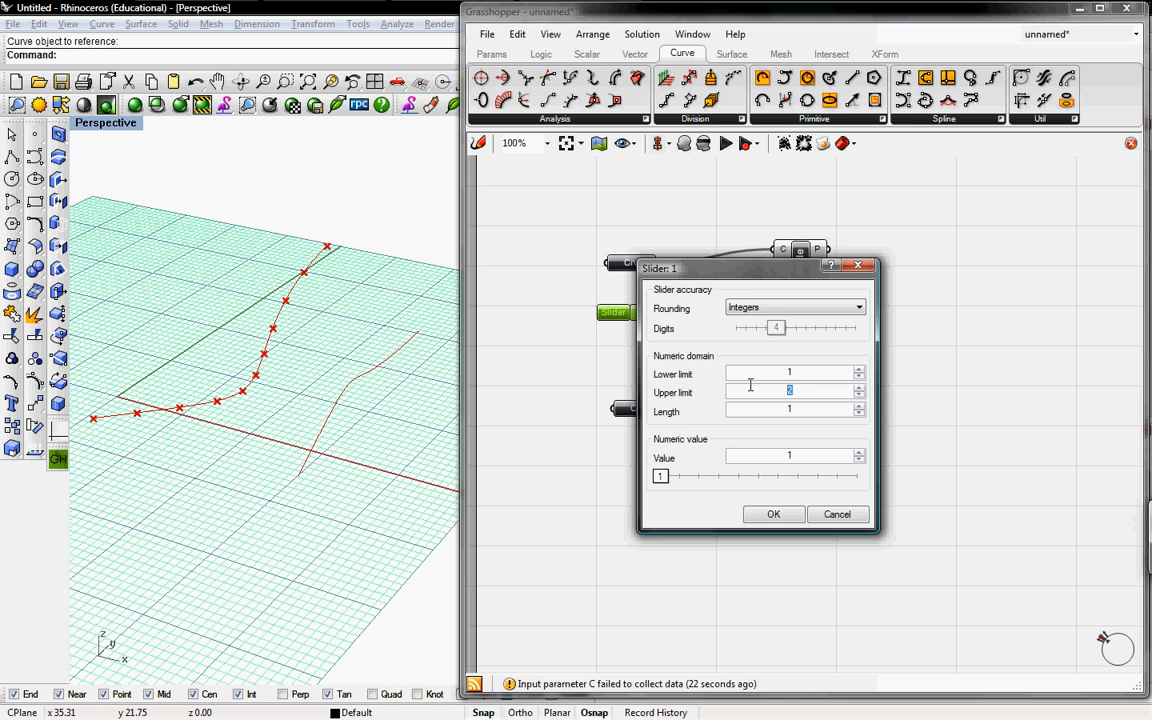 Untitled - Rhinoceros (Educational) - [Perspective]
File Edit View Curve Surface Solid Mesh Dimension Transform Tools Analyze Render
Curve object to reference:
Command:
Perspective
rpc
GH
z
y
x
Grasshopper - unnamed*
File Edit View Arrange Solution Window Help
unnamed*
Params Logic Scalar Vector Curve Surface Mesh Intersect XForm
Analysis Division Primitive Spline Util
100%
C P
Slider
Slider: 1
Slider accuracy
Rounding Integers
Digits 4
Numeric domain
Lower limit 1
Upper limit 2
Length 1
Numeric value
Value 1
1
OK Cancel
Input parameter C failed to collect data (22 seconds ago)
End Near Point Mid Cen Int Perp Tan Quad Knot
CPlane x 35.31 y 21.75 z 0.00 Default Snap Ortho Planar Osnap Record History